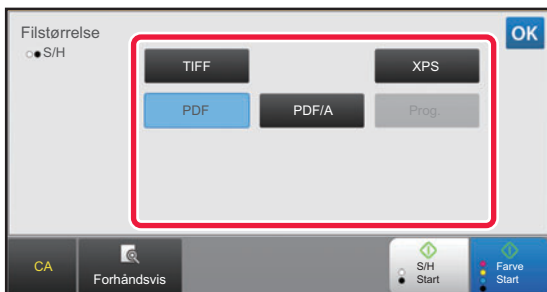 Filstørrelse
S/H
OK
TIFF
XPS
PDF
PDF/A
Prog.
CA
Forhåndsvis
S/H
Start
Farve
Start